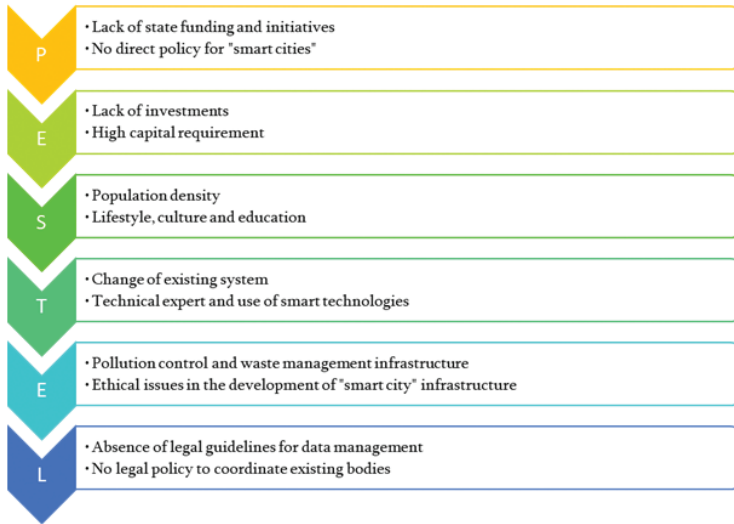 P
• Lack of state funding and initiatives
• No direct policy for "smart cities"
E
• Lack of investments
• High capital requirement
S
• Population density
• Lifestyle, culture and education
T
• Change of existing system
• Technical expert and use of smart technologies
E
• Pollution control and waste management infrastructure
• Ethical issues in the development of "smart city" infrastructure
L
• Absence of legal guidelines for data management
• No legal policy to coordinate existing bodies